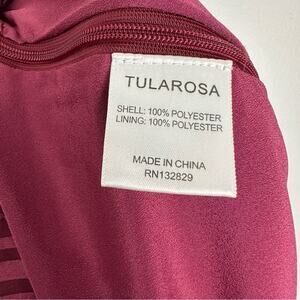 TULAROSA
SHELL: 100% POLYESTER
LINING: 100% POLYESTER
MADE IN CHINA
RN132829